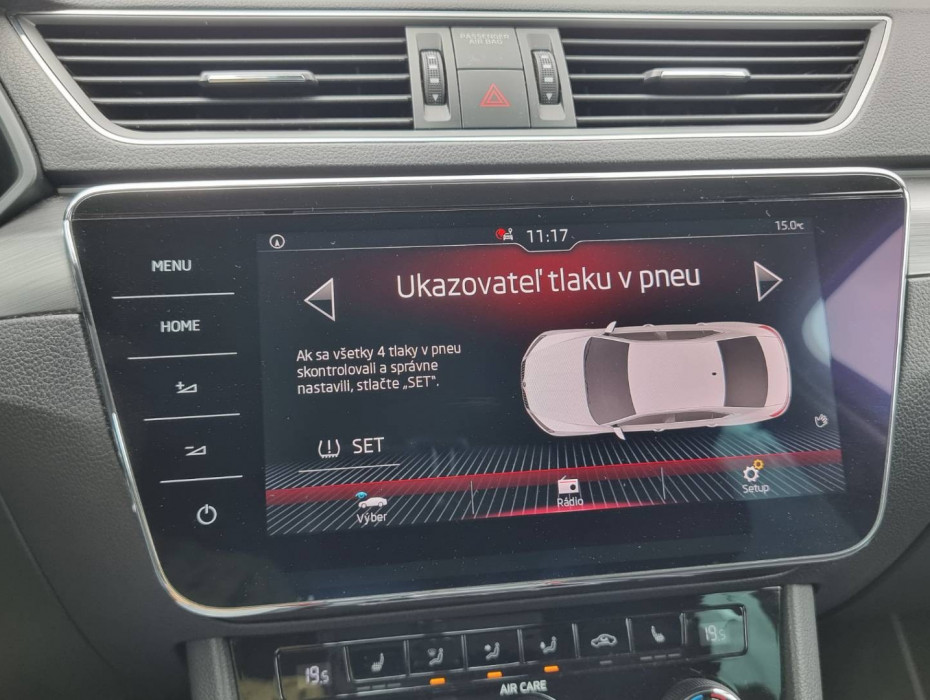 PASSENGER
AIR BAG
MENU
HOME
11:17
15.0°C
Ukazovateľ tlaku v pneu
Ak sa všetky 4 tlaky v pneu
skontrolovali a správne
nastavili, stlačte „SET“.
SET
Výber
Rádio
Setup
19.5
19.5
AIR CARE